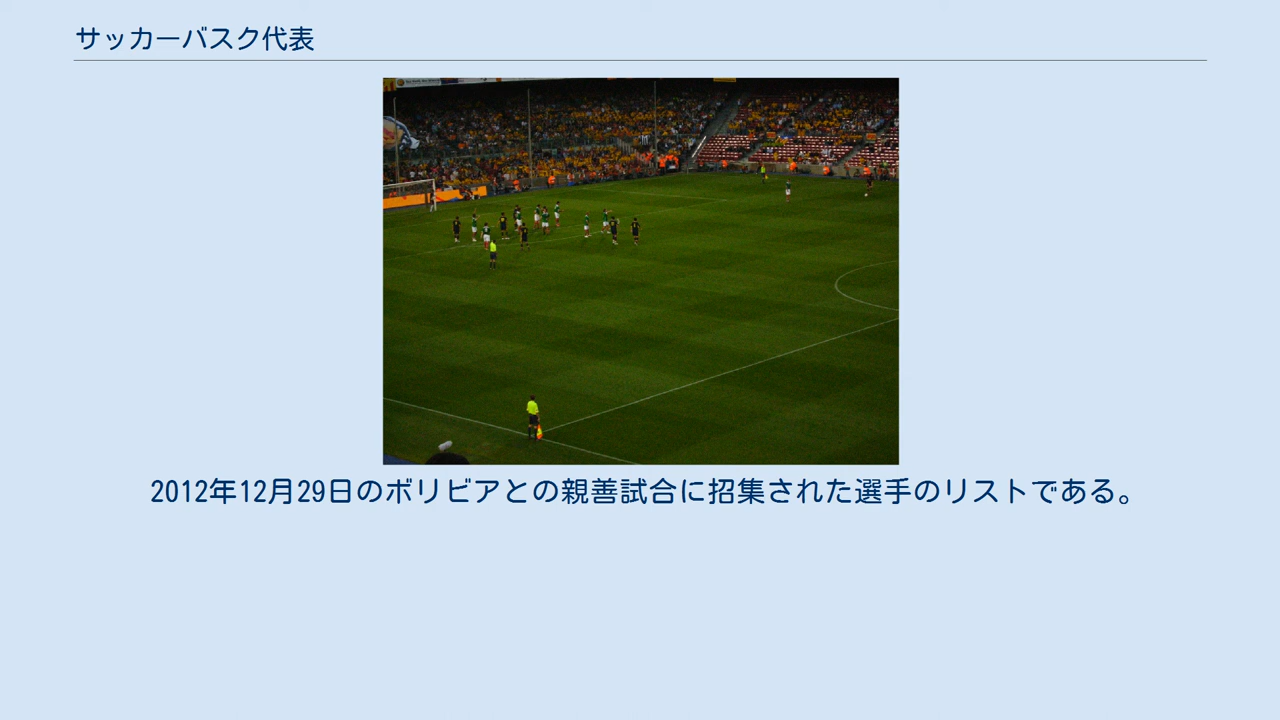 サッカーバスク代表
2012年12月29日のボリビアとの親善試合に招集された選手のリストである。